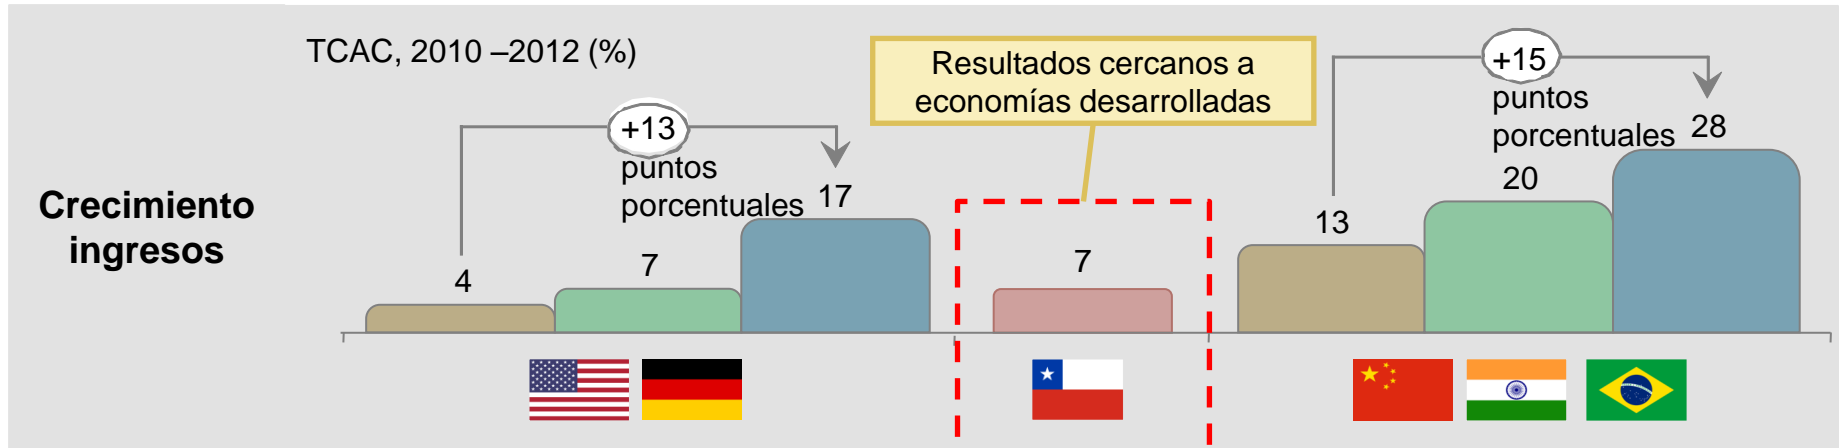 TCAC, 2010 –2012 (%)
Crecimiento
ingresos
+13
puntos
porcentuales
4
7
17
Resultados cercanos a
economías desarrolladas
7
+15
puntos
porcentuales
13
20
28